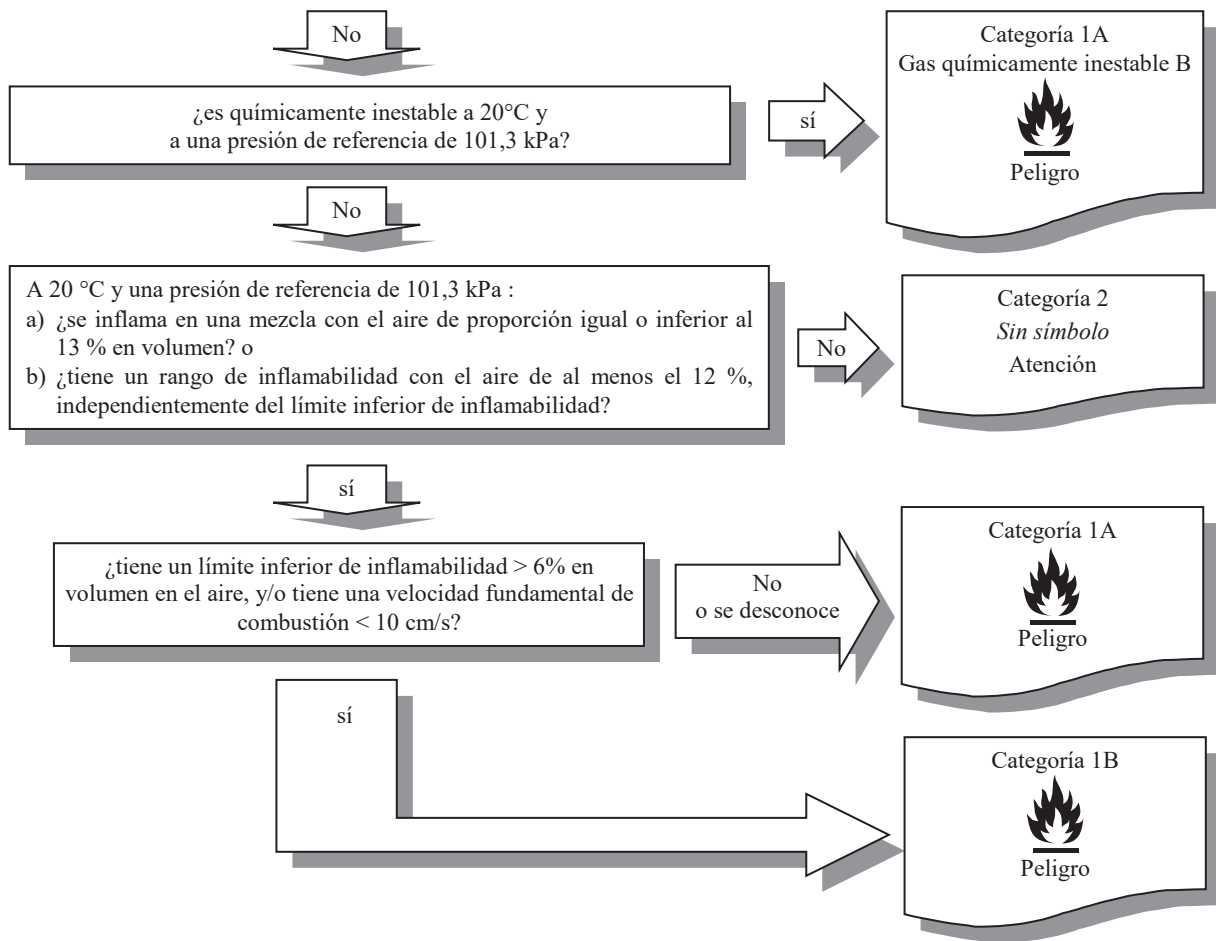 No
¿es químicamente inestable a 20°C y
a una presión de referencia de 101,3 kPa?
sí
Categoría 1A
Gas químicamente inestable B
Peligro
No
A 20 °C y una presión de referencia de 101,3 kPa :
a) ¿se inflama en una mezcla con el aire de proporción igual o inferior al
13 % en volumen? o
b) ¿tiene un rango de inflamabilidad con el aire de al menos el 12 %,
independientemente del límite inferior de inflamabilidad?
No
Categoría 2
Sin símbolo
Atención
sí
¿tiene un límite inferior de inflamabilidad > 6% en
volumen en el aire, y/o tiene una velocidad fundamental de
combustión < 10 cm/s?
No
o se desconoce
Categoría 1A
Peligro
sí
Categoría 1B
Peligro